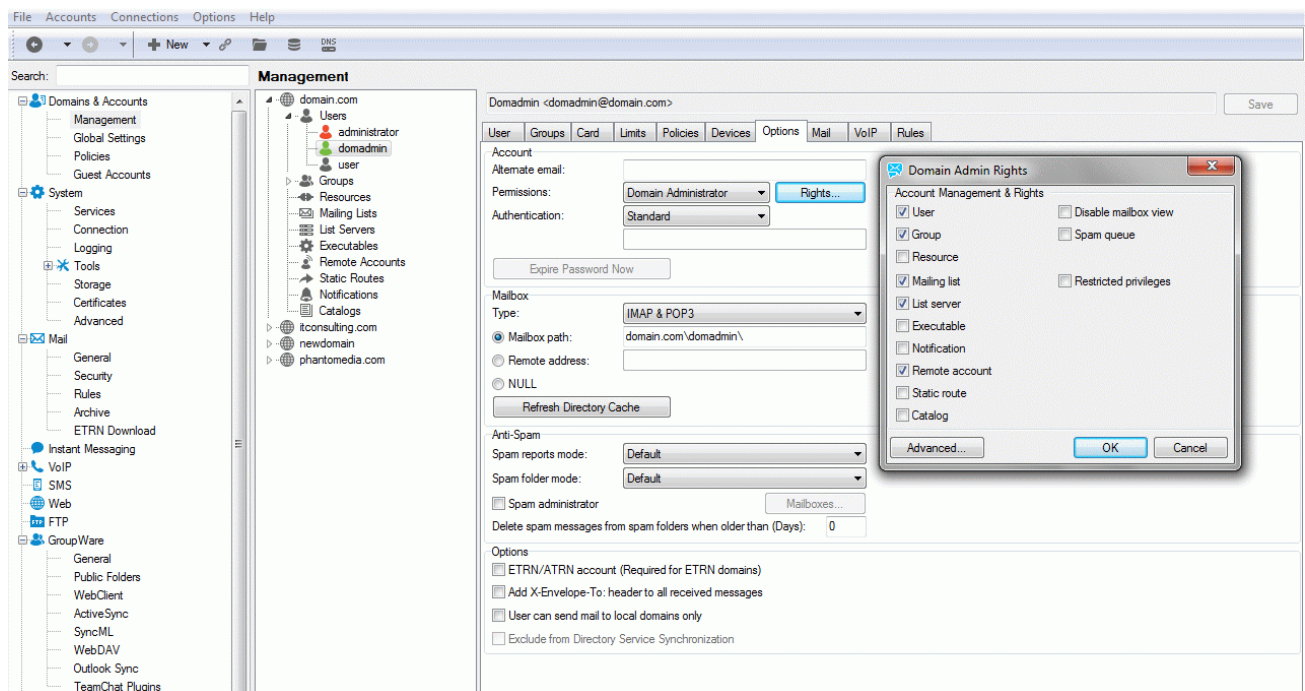 File Accounts Connections Options Help
New DNS
Search:
Management
Domains & Accounts
Management
Global Settings
Policies
Guest Accounts
System
Services
Connection
Logging
Tools
Storage
Certificates
Advanced
Mail
General
Security
Rules
Archive
ETRN Download
Instant Messaging
VoIP
SMS
Web
FTP
FTP
GroupWare
General
Public Folders
WebClient
ActiveSync
SyncML
WebDAV
Outlook Sync
TeamChat Plugins
domain.com
Users
administrator
domadmin
user
Groups
Resources
Mailing Lists
List Servers
Executables
Remote Accounts
Static Routes
Notifications
Catalogs
itconsulting.com
newdomain
phantomedia.com
Domadmin <domadmin@domain.com> Save
User Groups Card Limits Policies Devices Options Mail VoIP Rules
Account
Alternate email:
Permissions: Domain Administrator Rights...
Authentication: Standard
Expire Password Now
Mailbox
Type: IMAP & POP3
Mailbox path: domain.com\domadmin\
Remote address:
NULL
Refresh Directory Cache
Anti-Spam
Spam reports mode: Default
Spam folder mode: Default
Spam administrator Mailboxes...
Delete spam messages from spam folders when older than (Days): 0
Options
ETRN/ATRN account (Required for ETRN domains)
Add X-Envelope-To: header to all received messages
User can send mail to local domains only
Exclude from Directory Service Synchronization
Domain Admin Rights
Account Management & Rights
User Disable mailbox view
Group Spam queue
Resource
Mailing list Restricted privileges
List server
Executable
Notification
Remote account
Static route
Catalog
Advanced... OK Cancel